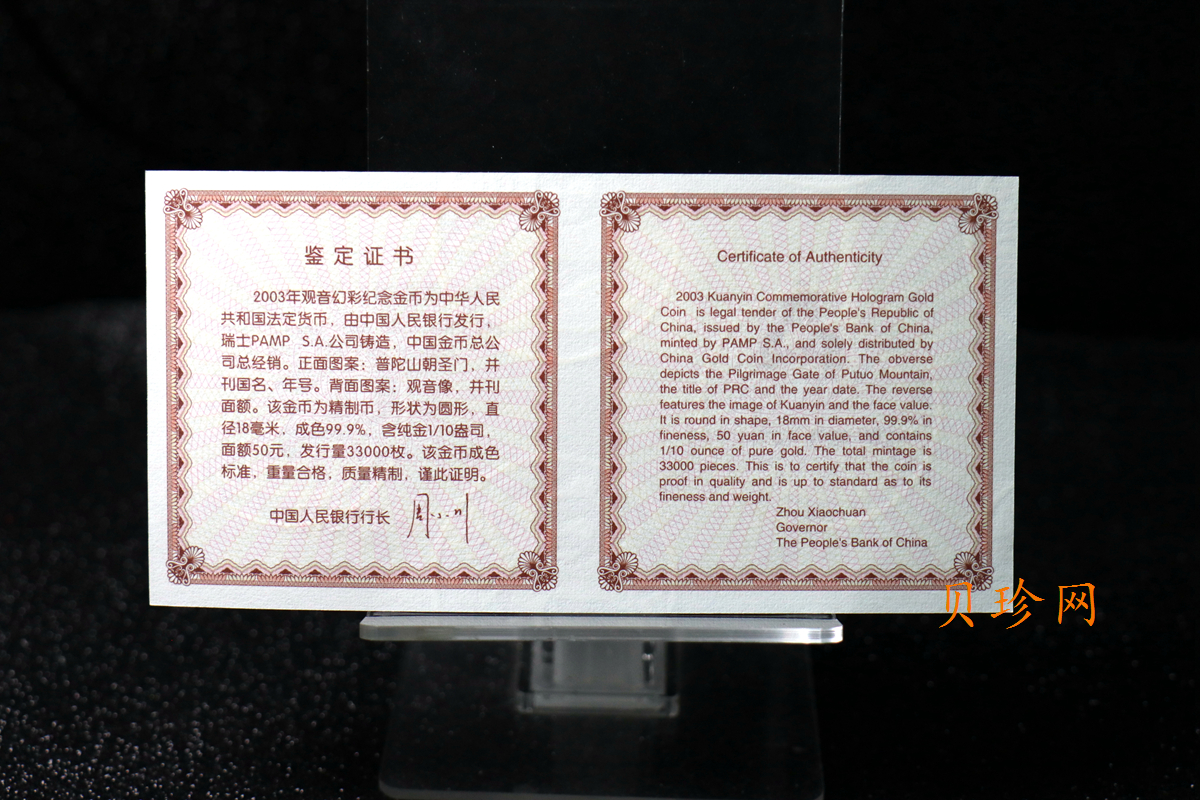 鉴定证书
2003年观音幻彩纪念金币为中华人民
共和国法定货币，由中国人民银行发行，
瑞士PAMP S.A.公司铸造，中国金币总公
司总经销。正面图案：普陀山朝圣门，并
刊国名、年号。背面图案：观音像，并刊
面额。该金币为精制币，形状为圆形，直
径18毫米，成色99.9%，含纯金1/10盎司，
面额50元，发行量33000枚。该金币成色
标准，重量合格，质量精制，谨此证明。
中国人民银行行长 周小川
Certificate of Authenticity
2003 Kuanyin Commemorative Hologram Gold
Coin is legal tender of the People's Republic of
China, issued by the People's Bank of China,
minted by PAMP S.A., and solely distributed by
China Gold Coin Incorporation. The obverse
depicts the Pilgrimage Gate of Putuo Mountain,
the title of PRC and the year date. The reverse
features the image of Kuanyin and the face value.
It is round in shape, 18mm in diameter, 99.9% in
fineness, 50 yuan in face value, and contains
1/10 ounce of pure gold. The total mintage is
33000 pieces. This is to certify that the coin is
proof in quality and is up to standard as to its
fineness and weight.
Zhou Xiaochuan
Governor
The People's Bank of China
贝珍网